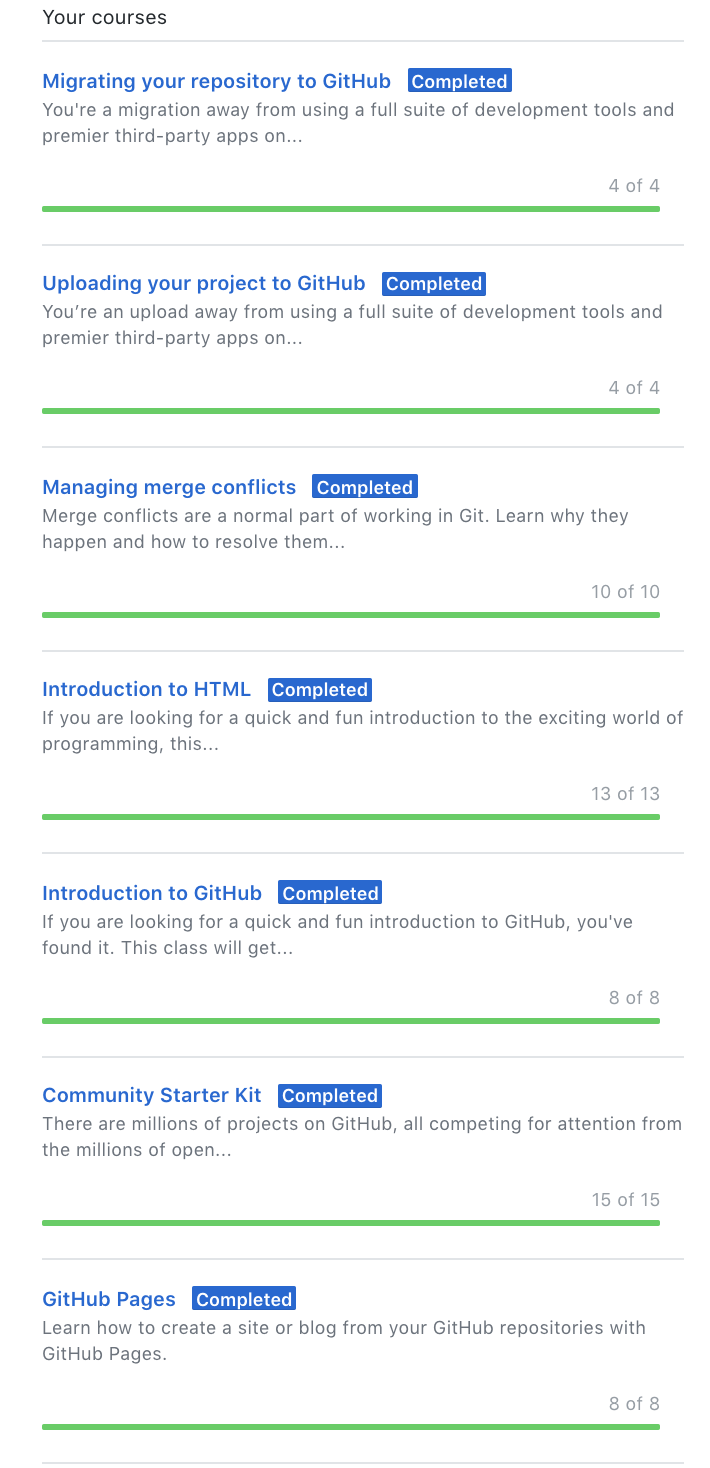 Your courses
Migrating your repository to GitHub Completed
You're a migration away from using a full suite of development tools and
premier third-party apps on...
4 of 4
Uploading your project to GitHub Completed
You’re an upload away from using a full suite of development tools and
premier third-party apps on...
4 of 4
Managing merge conflicts Completed
Merge conflicts are a normal part of working in Git. Learn why they
happen and how to resolve them...
10 of 10
Introduction to HTML Completed
If you are looking for a quick and fun introduction to the exciting world of
programming, this...
13 of 13
Introduction to GitHub Completed
If you are looking for a quick and fun introduction to GitHub, you've
found it. This class will get...
8 of 8
Community Starter Kit Completed
There are millions of projects on GitHub, all competing for attention from
the millions of open...
15 of 15
GitHub Pages Completed
Learn how to create a site or blog from your GitHub repositories with
GitHub Pages.
8 of 8